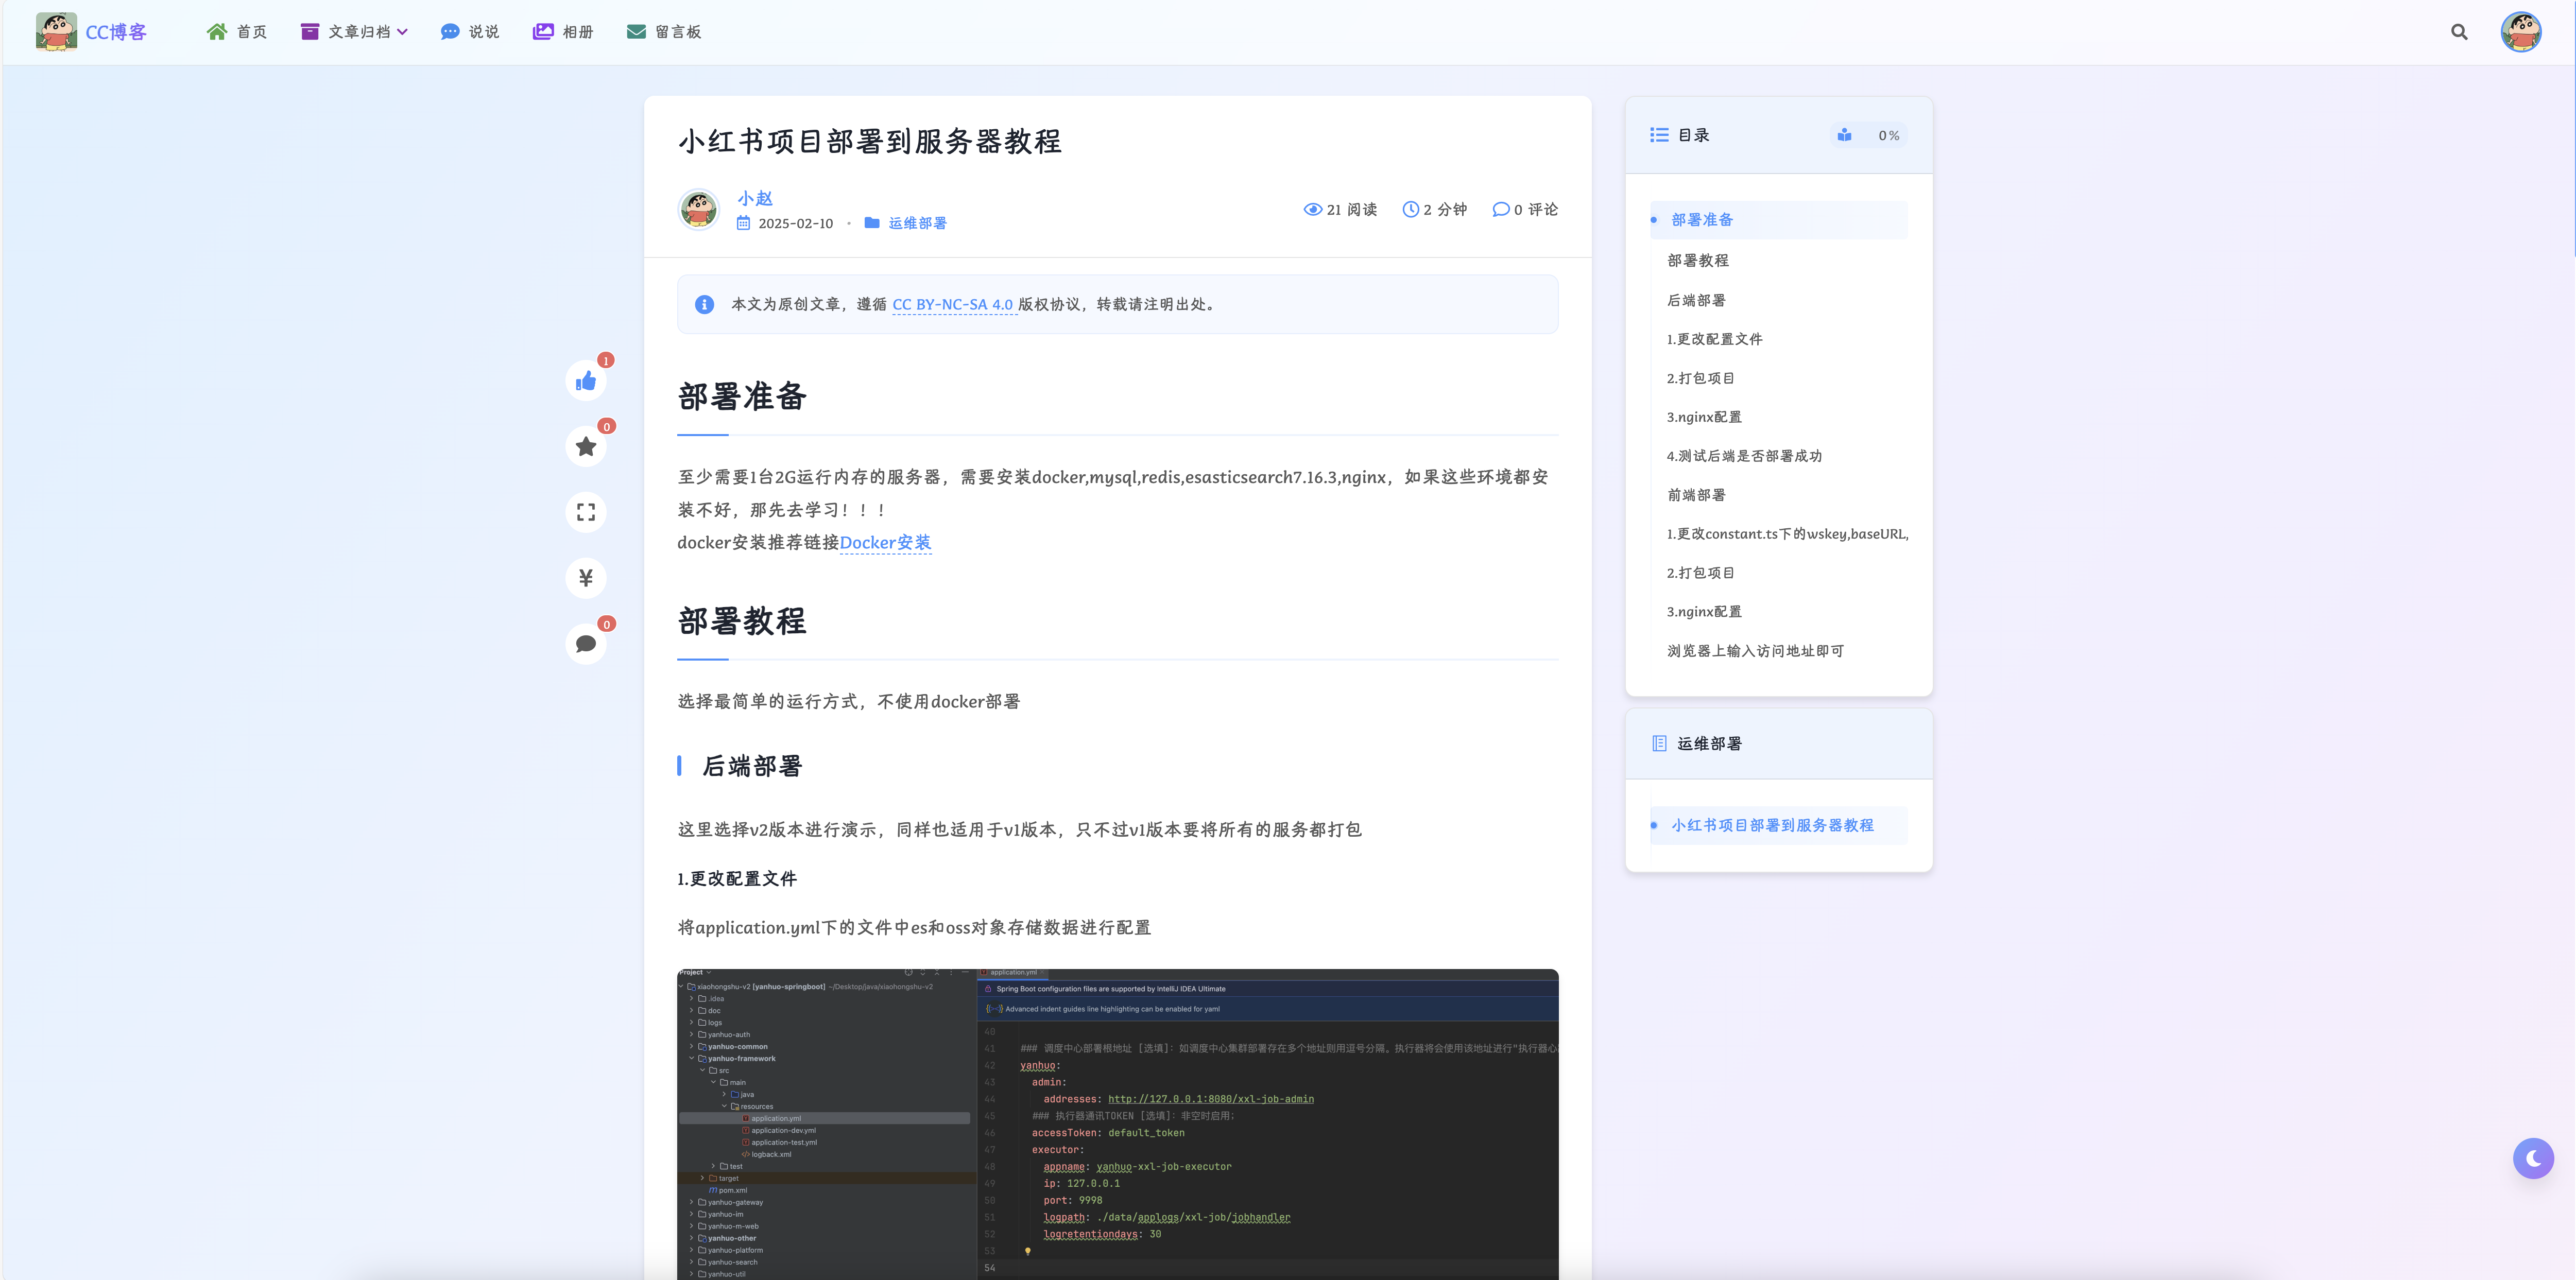 CC博客
首页
文章归档
说说
相册
留言板
小红书项目部署到服务器教程
小赵
2025-02-10 · 运维部署
21 阅读
2 分钟
0 评论
本文为原创文章，遵循 CC BY-NC-SA 4.0 版权协议，转载请注明出处。
1
0
¥
0
部署准备
至少需要1台2G运行内存的服务器，需要安装docker,mysql,redis,esasticsearch7.16.3,nginx，如果这些环境都安
装不好，那先去学习！！！
docker安装推荐链接Docker安装
部署教程
选择最简单的运行方式，不使用docker部署
后端部署
这里选择v2版本进行演示，同样也适用于v1版本，只不过v1版本要将所有的服务都打包
1.更改配置文件
将application.yml下的文件中es和oss对象存储数据进行配置
Project
xiaohongshu-v2 [yanhuo-springboot] ~/Desktop/java/xiaohongshu-v2
.idea
doc
logs
yanhuo-auth
yanhuo-common
yanhuo-framework
src
main
java
resources
application.yml
application-dev.yml
application-test.yml
logback.xml
test
target
pom.xml
yanhuo-gateway
yanhuo-im
yanhuo-m-web
yanhuo-other
yanhuo-platform
yanhuo-search
yanhuo-util
application.yml
Spring Boot configuration files are supported by IntelliJ IDEA Ultimate
Advanced indent guides line highlighting can be enabled for yaml
40
41 ### 调度中心部署根地址 [选填]：如调度中心集群部署存在多个地址则用逗号分隔。执行器将会使用该地址进行"执行器心
42 yanhuo:
43 admin:
44 addresses: http://127.0.0.1:8080/xxl-job-admin
45 ### 执行器通讯TOKEN [选填]：非空时启用；
46 accessToken: default_token
47 executor:
48 appname: yanhuo-xxl-job-executor
49 ip: 127.0.0.1
50 port: 9998
51 logpath: ./data/applogs/xxl-job/jobhandler
52 logretentiondays: 30
53
54
目录
0%
部署准备
部署教程
后端部署
1.更改配置文件
2.打包项目
3.nginx配置
4.测试后端是否部署成功
前端部署
1.更改constant.ts下的wskey,baseURL,
2.打包项目
3.nginx配置
浏览器上输入访问地址即可
运维部署
小红书项目部署到服务器教程